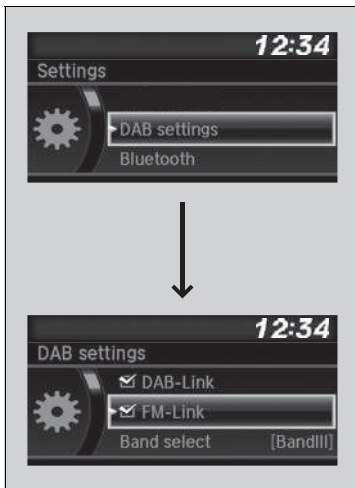 12:34
Settings
DAB settings
Bluetooth
12:34
DAB settings
DAB-Link
FM-Link
Band select [BandIII]